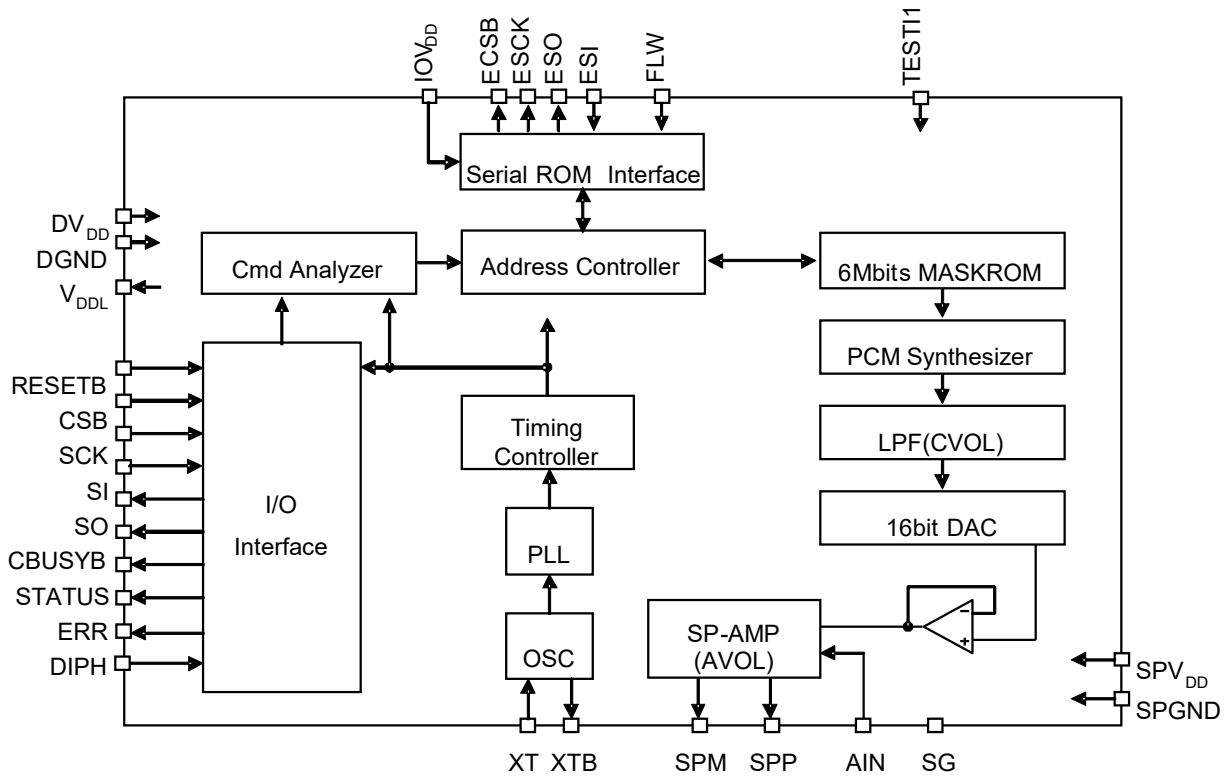 IOVDD
ECSB
ESCK
ESO
ESI
FLW
TESTI1
Serial ROM Interface
DVDD
DGND
VDDL
Cmd Analyzer
Address Controller
6Mbits MASKROM
PCM Synthesizer
RESETB
CSB
SCK
SI
SO
CBUSYB
STATUS
ERR
DIPH
I/O
Interface
Timing
Controller
LPF(CVOL)
16bit DAC
PLL
OSC
SP-AMP
(AVOL)
-
+
SPVDD
SPGND
XT
XTB
SPM
SPP
AIN
SG